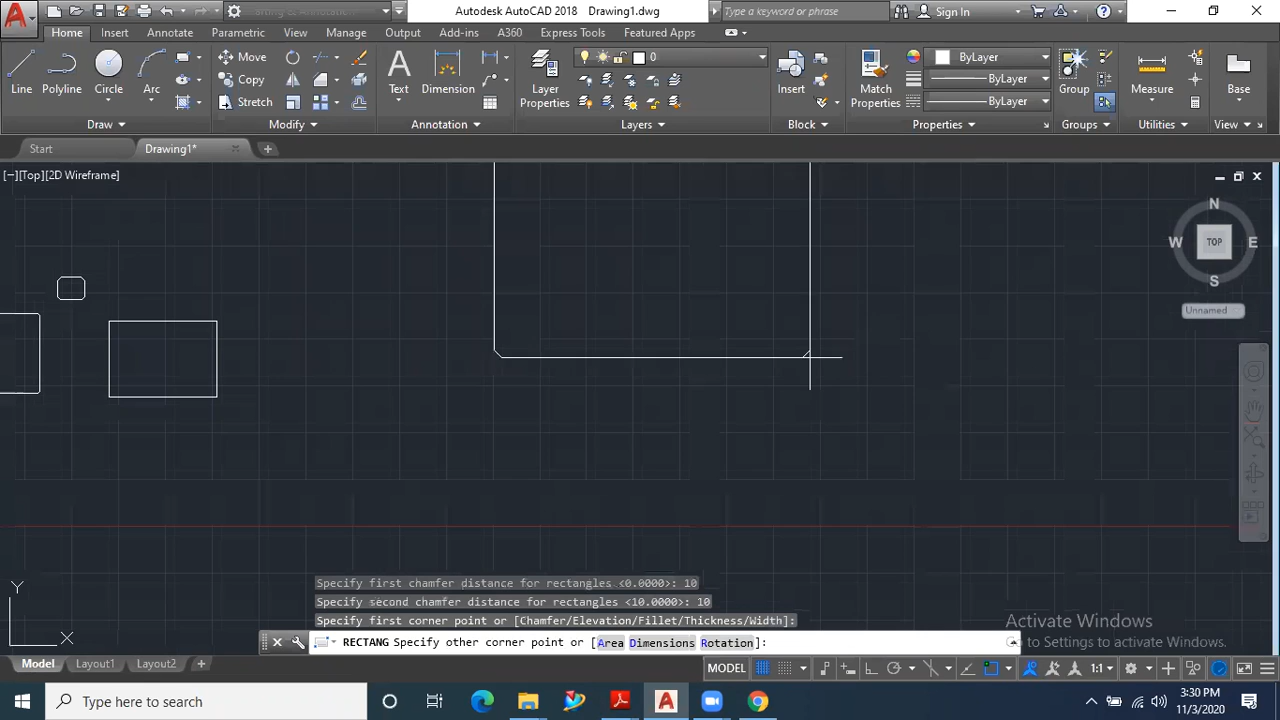 Drafting & Annotation
Autodesk AutoCAD 2018 Drawing1.dwg
Type a keyword or phrase
Sign In
Home Insert Annotate Parametric View Manage Output Add-ins A360 Express Tools Featured Apps
Line Polyline Circle Arc
Move
Copy
Stretch
Text Dimension
Layer Properties
0
Insert
Match Properties
ByLayer
ByLayer
ByLayer
Group
Measure
Base
Draw Modify Annotation Layers Block Properties Groups Utilities View
Start Drawing1* +
[−][Top][2D Wireframe]
N
W TOP E
S
Unnamed
Y
X
Specify first chamfer distance for rectangles <0.0000>: 10
Specify second chamfer distance for rectangles <10.0000>: 10
Specify first corner point or [Chamfer/Elevation/Fillet/Thickness/Width]:
RECTANG Specify other corner point or [Area Dimensions Rotation]:
Activate Windows
to Settings to activate Windows.
Model Layout1 Layout2 +
MODEL 1:1
Type here to search
3:30 PM
11/3/2020